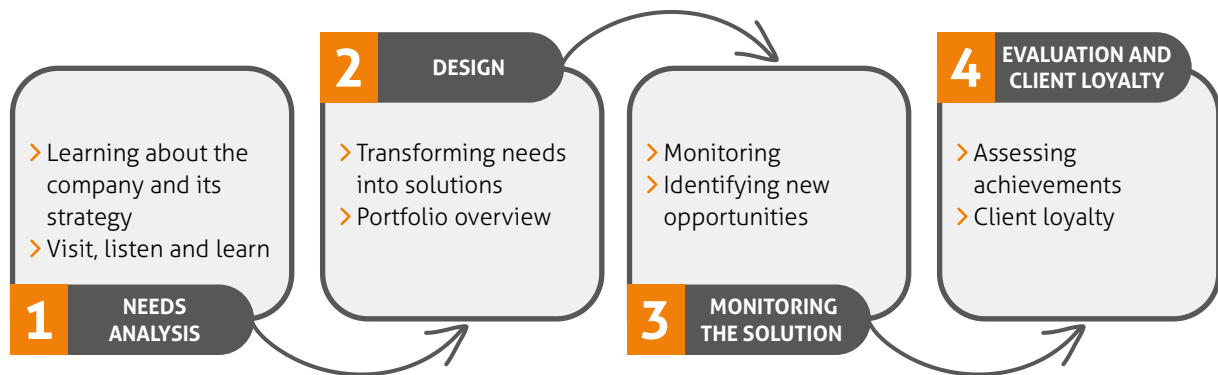 > Learning about the
company and its
strategy
> Visit, listen and learn
1 NEEDS
ANALYSIS
2 DESIGN
> Transforming needs
into solutions
> Portfolio overview
> Monitoring
> Identifying new
opportunities
3 MONITORING
THE SOLUTION
4 EVALUATION AND
CLIENT LOYALTY
> Assessing
achievements
> Client loyalty